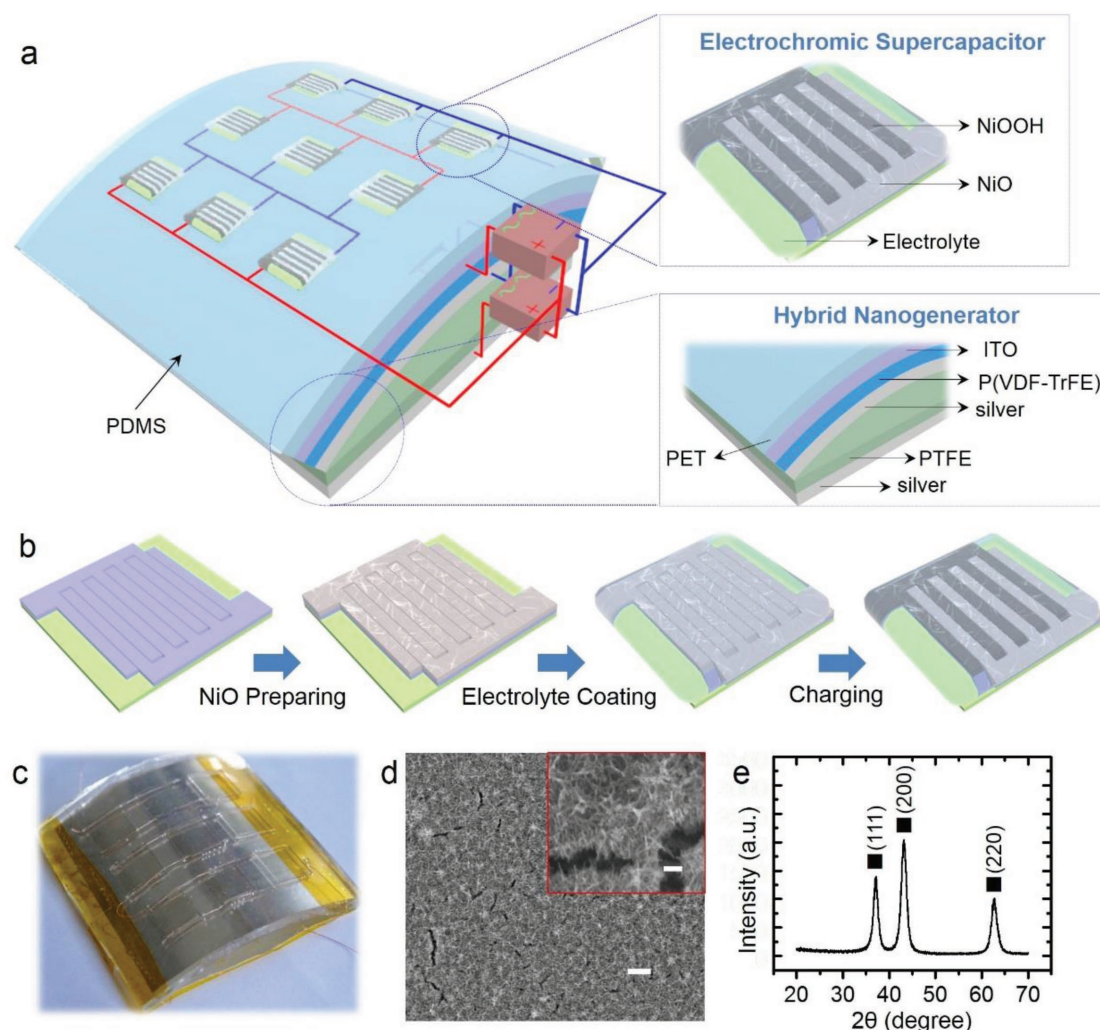 a
Electrochromic Supercapacitor
NiOOH
NiO
Electrolyte
Hybrid Nanogenerator
ITO
P(VDF-TrFE)
silver
PET
PTFE
silver
PDMS
+
+
b
NiO Preparing
Electrolyte Coating
Charging
c
d
e
(111)
(200)
(220)
Intensity (a.u.)
20 30 40 50 60 70
2θ (degree)